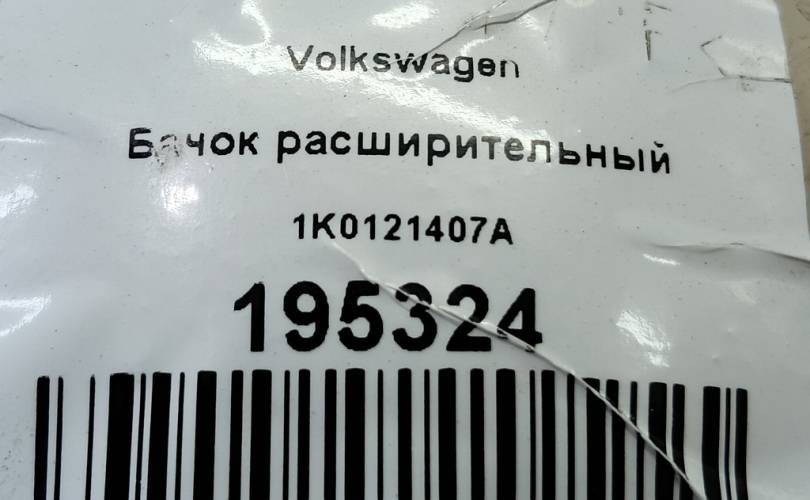 Volkswagen
Бачок расширительный
1K0121407A
195324